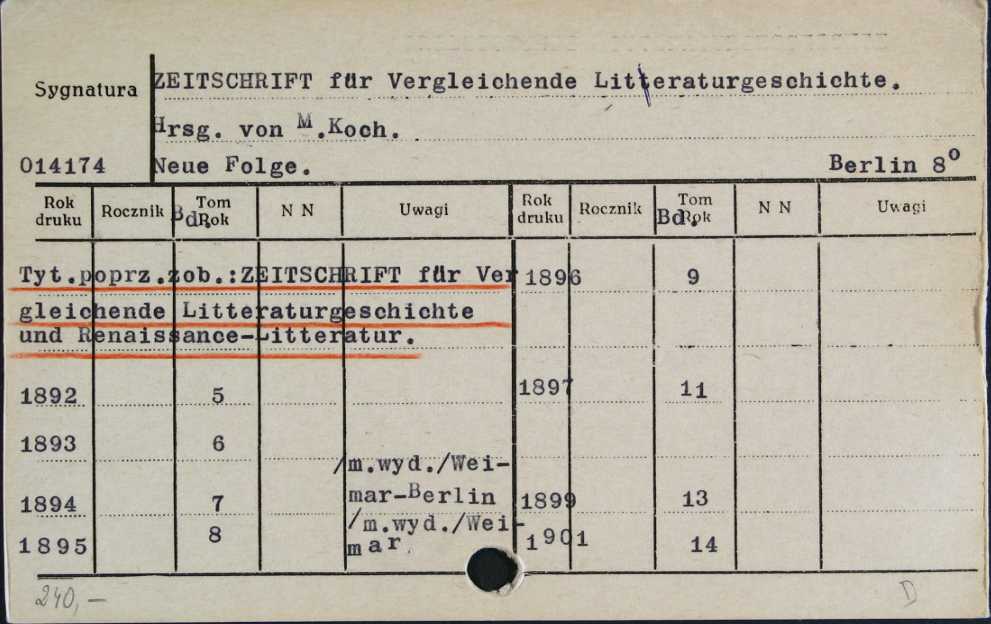 Sygnatura
ZEITSCHRIFT für Vergleichende Litteraturgeschichte.
Hrsg. von M.Koch.
014174
Neue Folge. Berlin 8º
Rok druku Rocznik Bd. Tom Rok N N Uwagi Rok druku Rocznik Bd. Tom Rok N N Uwagi
Tyt.poprz.zob.:ZEITSCHRIFT für Ver
gleichende Litteraturgeschichte
und Renaissance-Litteratur.
1892 5
1893 6
/m.wyd./Wei-
1894 7 mar-Berlin
/m.wyd./Wei-
1895 8 mar.
1896 9
1897 11
1899 13
1901 14
240,-
D